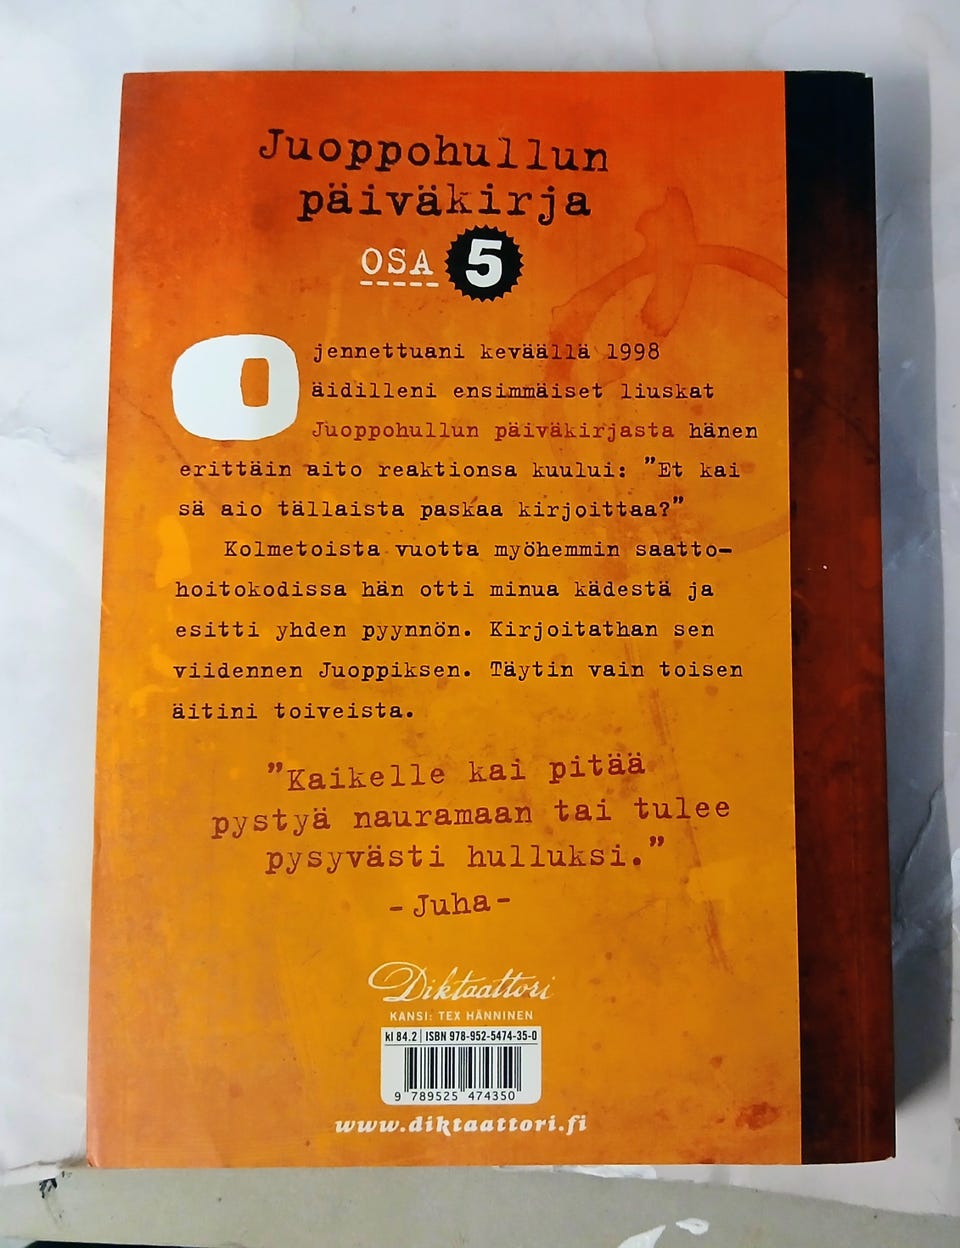 Juoppohullun
päiväkirja
OSA 5
Ojennettuani keväällä 1998
äidilleni ensimmäiset liuskat
Juoppohullun päiväkirjasta hänen
erittäin aito reaktionsa kuului: ”Et kai
sä aio tällaista paskaa kirjoittaa?”
Kolmetoista vuotta myöhemmin saatto-
hoitokodissa hän otti minua kädestä ja
esitti yhden pyynnön. Kirjoitathan sen
viidennen Juoppiksen. Täytin vain toisen
äitini toiveista.
”Kaikelle kai pitää
pystyä nauramaan tai tulee
pysyvästi hulluksi.”
-Juha-
Diktaattori
KANSI: TEX HÄNNINEN
kl 84.2 | ISBN 978-952-5474-35-0
9 789525 474350
www.diktaattori.fi